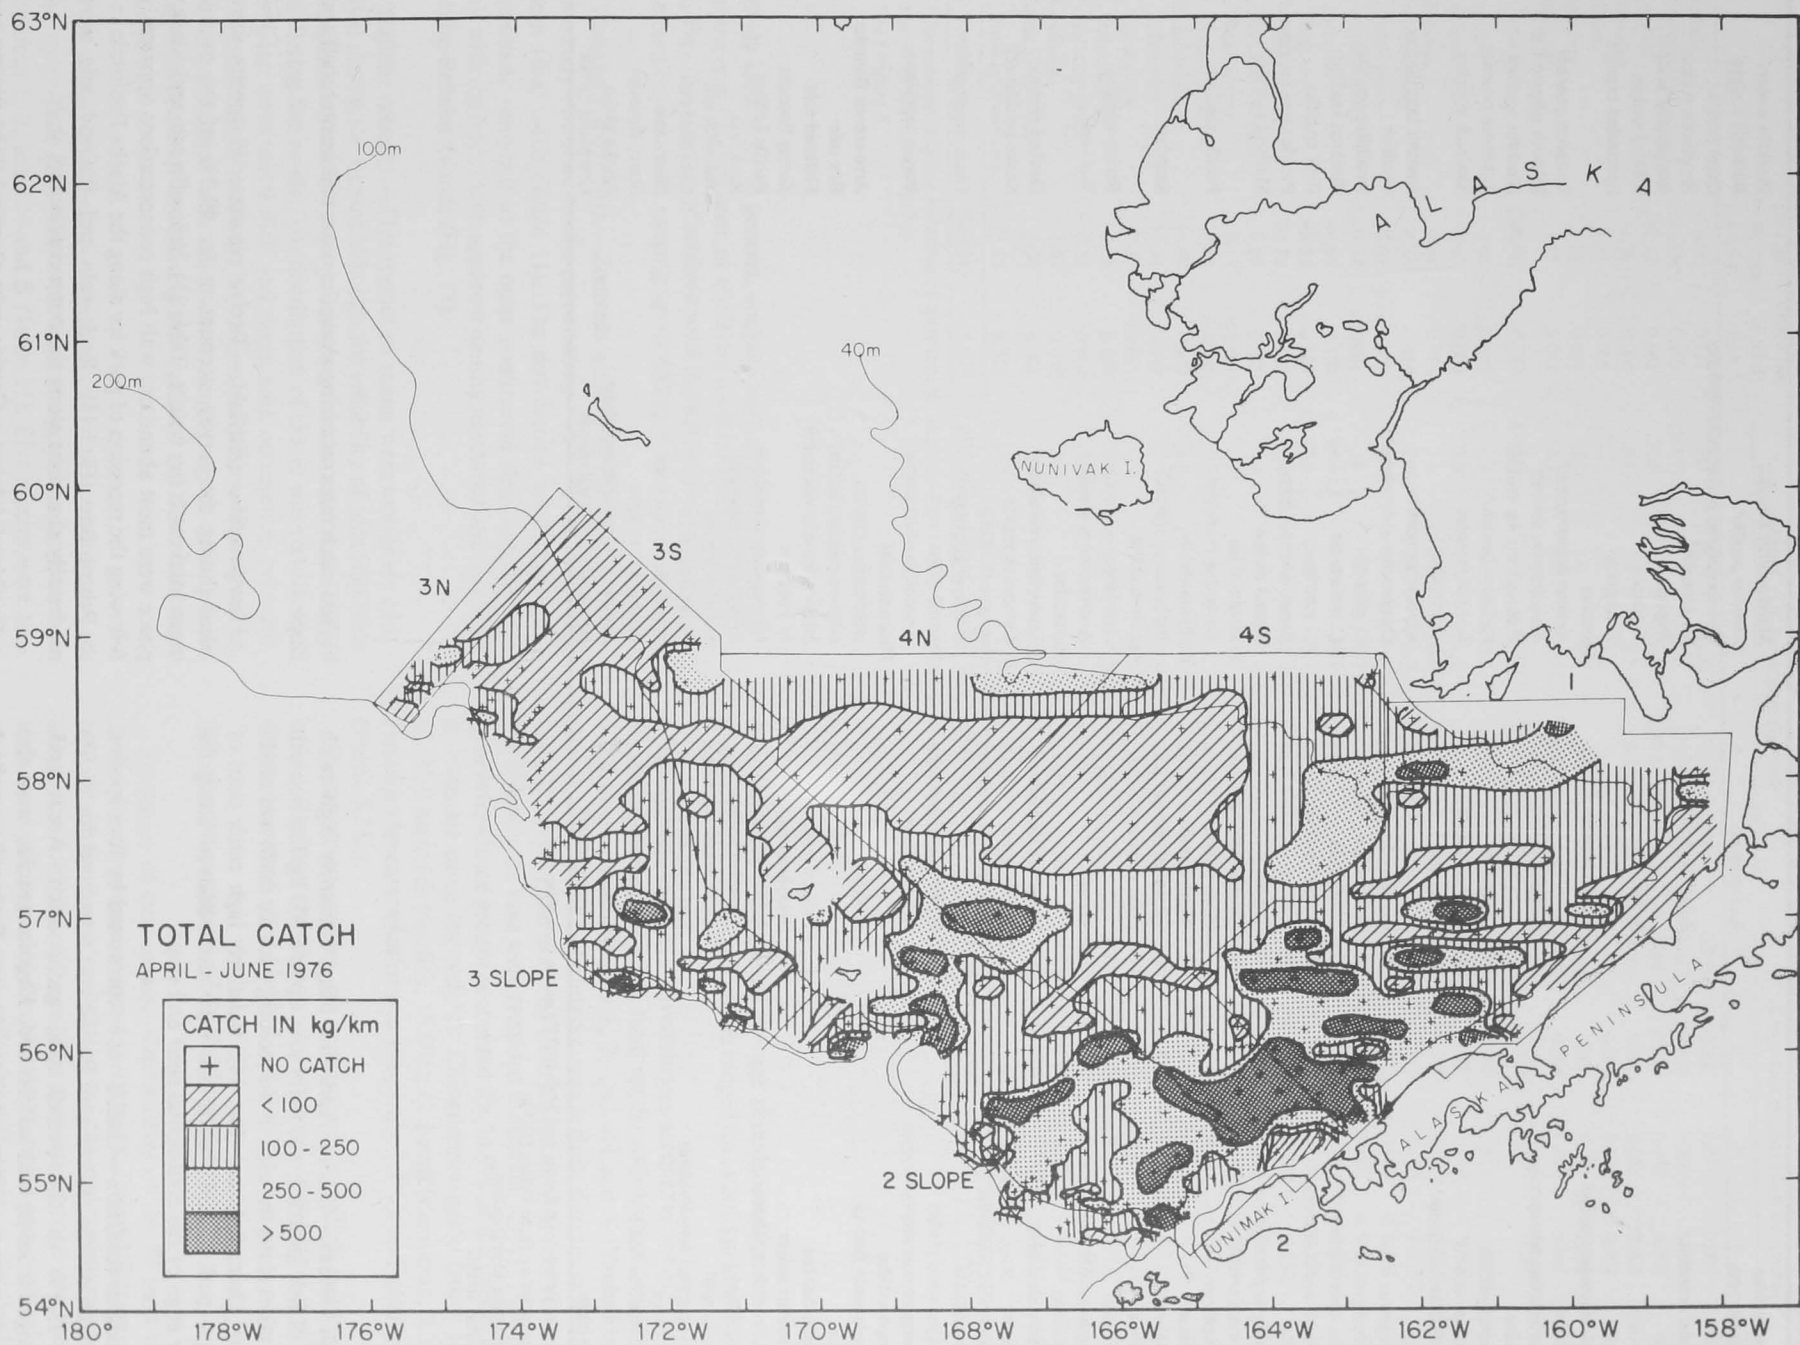 63°N
62°N
61°N
60°N
59°N
58°N
57°N
56°N
55°N
54°N
180°
178°W
176°W
174°W
172°W
170°W
168°W
166°W
164°W
162°W
160°W
158°W
100m
200m
40m
ALASKA
NUNIVAK I.
3N
3S
4N
4S
1
3 SLOPE
2 SLOPE
2
UNIMAK I.
ALASKA PENINSULA
TOTAL CATCH
APRIL - JUNE 1976
CATCH IN kg/km
+ NO CATCH
<100
100 - 250
250 - 500
>500